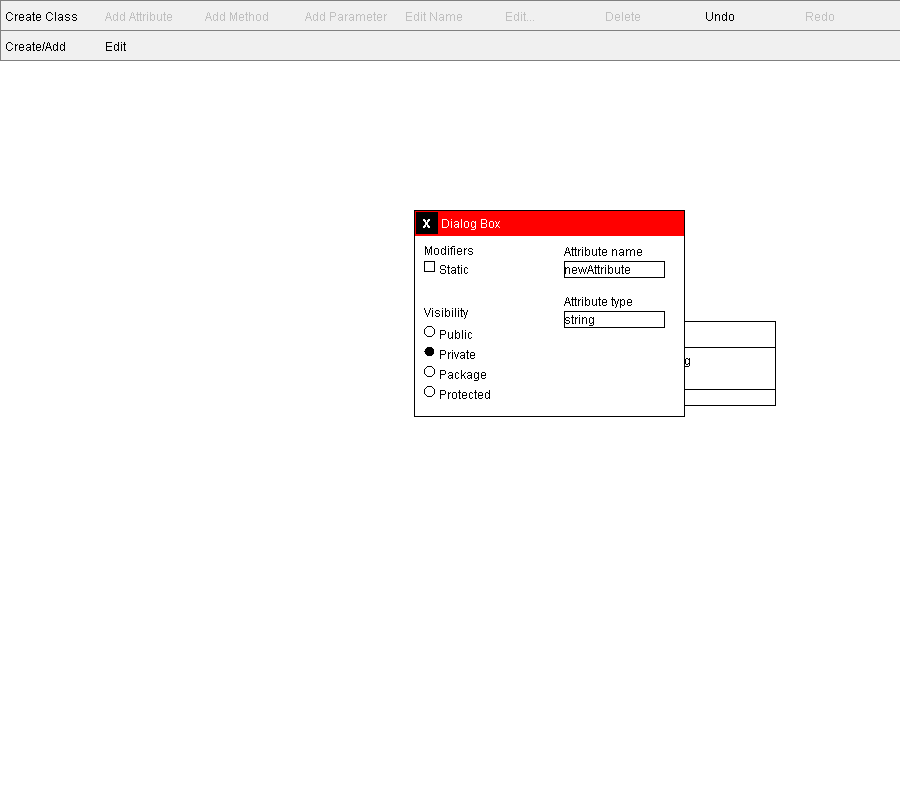 Create Class Add Attribute Add Method Add Parameter Edit Name Edit... Delete Undo Redo
Create/Add Edit
X Dialog Box
Modifiers
Static
Attribute name
newAttribute
Attribute type
string
Visibility
Public
Private
Package
Protected
g